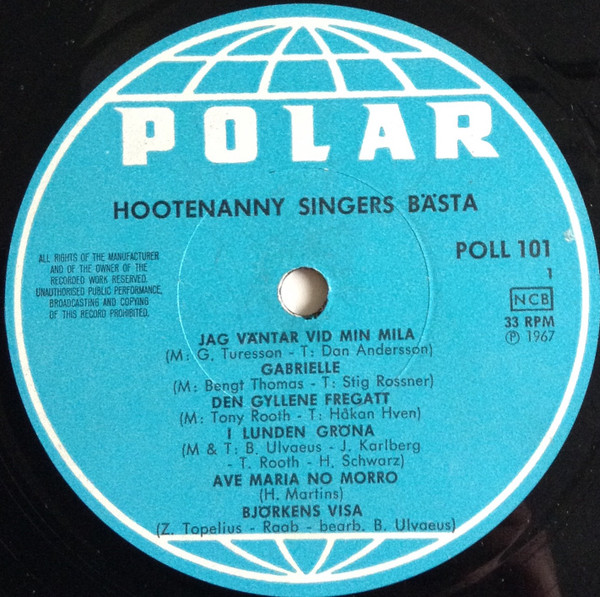 POLAR
HOOTENANNY SINGERS BÄSTA
ALL RIGHTS OF THE MANUFACTURER
AND OF THE OWNER OF THE
RECORDED WORK RESERVED.
UNAUTHORISED PUBLIC PERFORMANCE,
BROADCASTING AND COPYING
OF THIS RECORD PROHIBITED.
POLL 101
1
NCB
33 RPM
℗ 1967
JAG VÄNTAR VID MIN MILA
(M: G. Turesson - T: Dan Andersson)
GABRIELLE
(M: Bengt Thomas - T: Stig Rossner)
DEN GYLLENE FREGATT
(M: Tony Rooth - T: Håkan Hven)
I LUNDEN GRÖNA
(M & T: B. Ulvaeus - J. Karlberg
- T. Rooth - H. Schwarz)
AVE MARIA NO MORRO
(H. Martins)
BJÖRKENS VISA
(Z. Topelius - Raab - bearb. B. Ulvaeus)